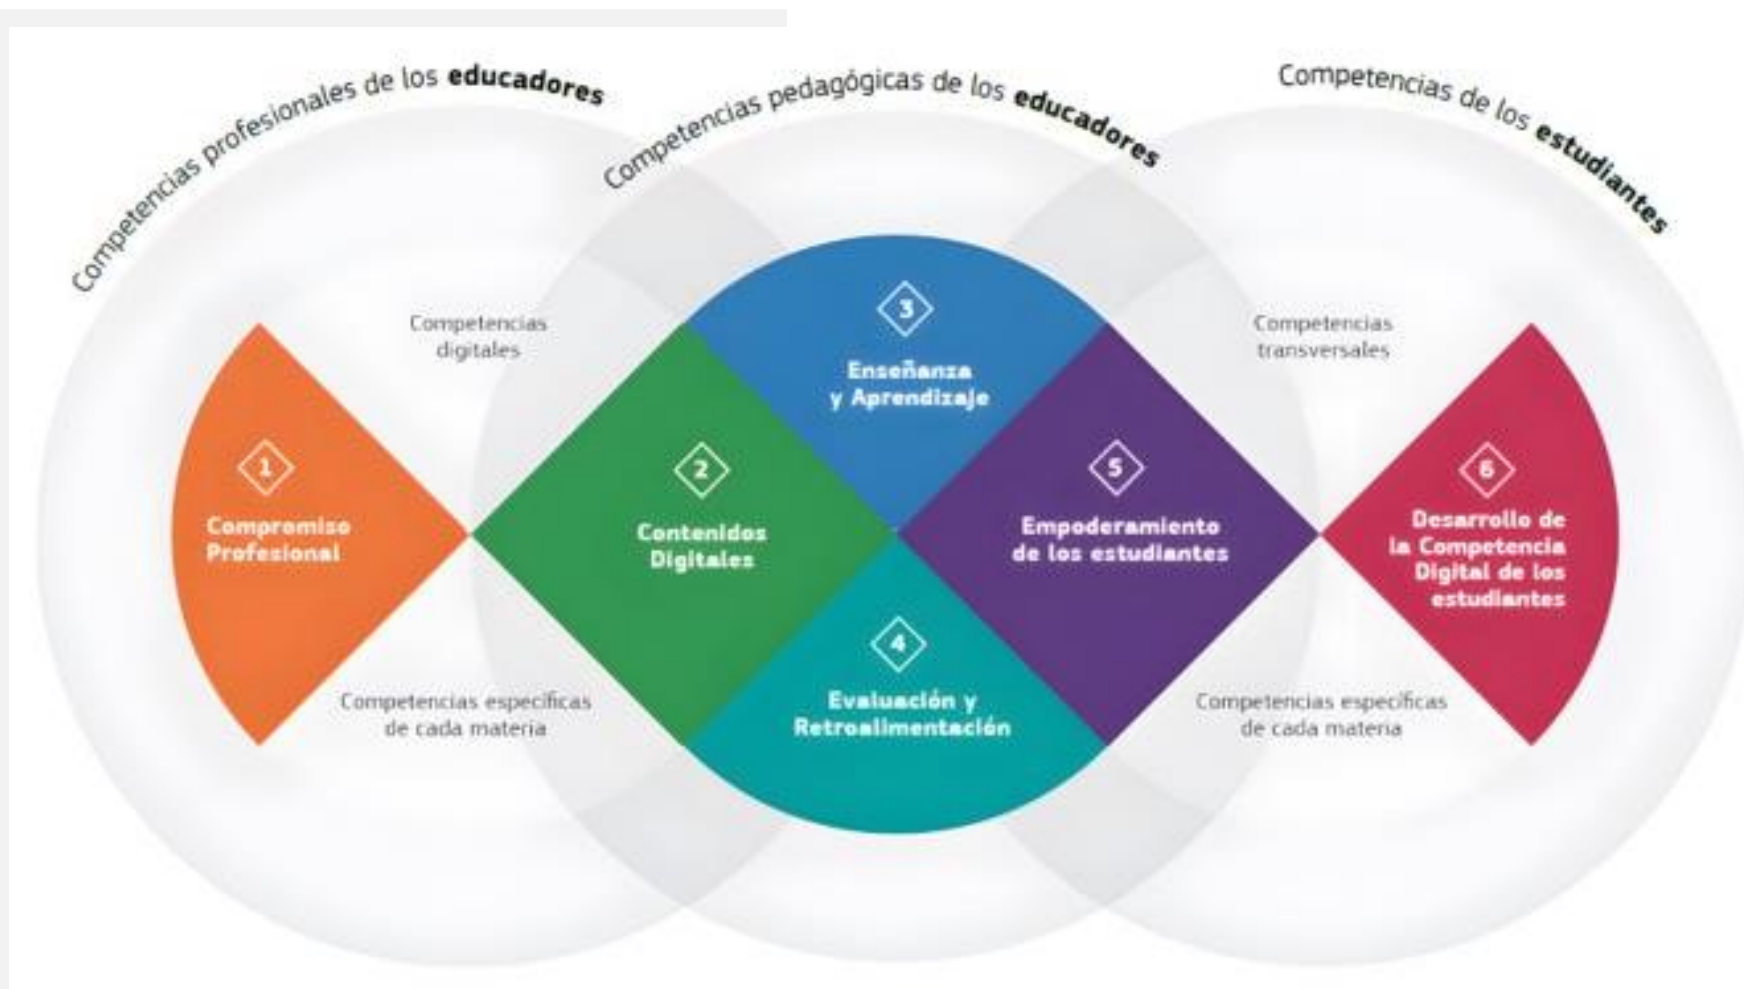 Competencias profesionales de los educadores
Competencias pedagógicas de los educadores
Competencias de los estudiantes
Competencias
digitales
Competencias
transversales
3
Enseñanza
y Aprendizaje
1
Compromiso
Profesional
2
Contenidos
Digitales
5
Empoderamiento
de los estudiantes
6
Desarrollo de
la Competencia
Digital de los
estudiantes
4
Evaluación y
Retroalimentación
Competencias específicas
de cada materia
Competencias específicas
de cada materia